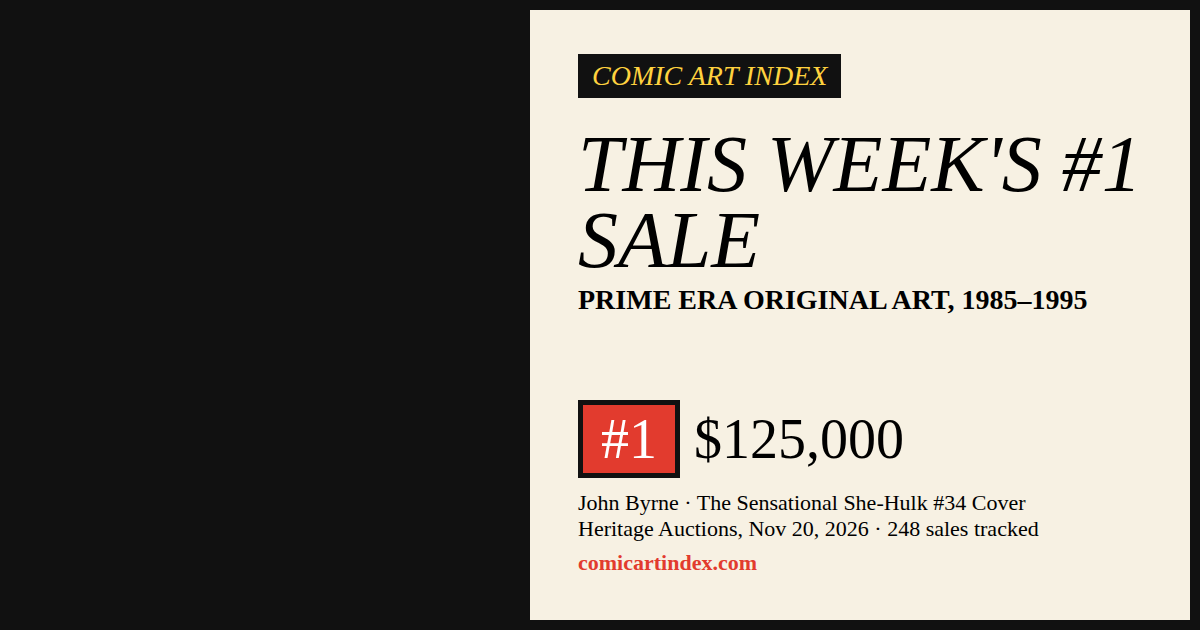 COMIC ART INDEX
THIS WEEK'S #1
SALE
PRIME ERA ORIGINAL ART, 1985–1995
#1 $125,000
John Byrne · The Sensational She-Hulk #34 Cover
Heritage Auctions, Nov 20, 2026 · 248 sales tracked
comicartindex.com